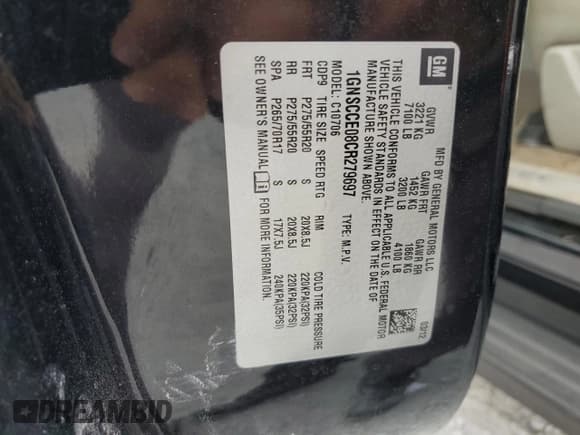 GM
MFD BY GENERAL MOTORS LLC
GVWR GAWR FRT GAWR RR
3221 KG 1452 KG 1860 KG
7100 LB 3200 LB 4100 LB
03/12
THIS VEHICLE CONFORMS TO ALL APPLICABLE U.S. FEDERAL MOTOR
VEHICLE SAFETY STANDARDS IN EFFECT ON THE DATE OF
MANUFACTURE SHOWN ABOVE.
1GNSCCE08CR279697 TYPE: M.P.V.
MODEL: C10706
CDP9 TIRE SIZE SPEED RTG RIM COLD TIRE PRESSURE
FRT P275/55R20 S 20X8.5J 220KPA(32PSI)
RR P275/55R20 S 20X8.5J 220KPA(32PSI)
SPA P265/70R17 S 17X7.5J 240KPA(35PSI)
SEE OWNER'S MANUAL FOR MORE INFORMATION.
DREAMBID